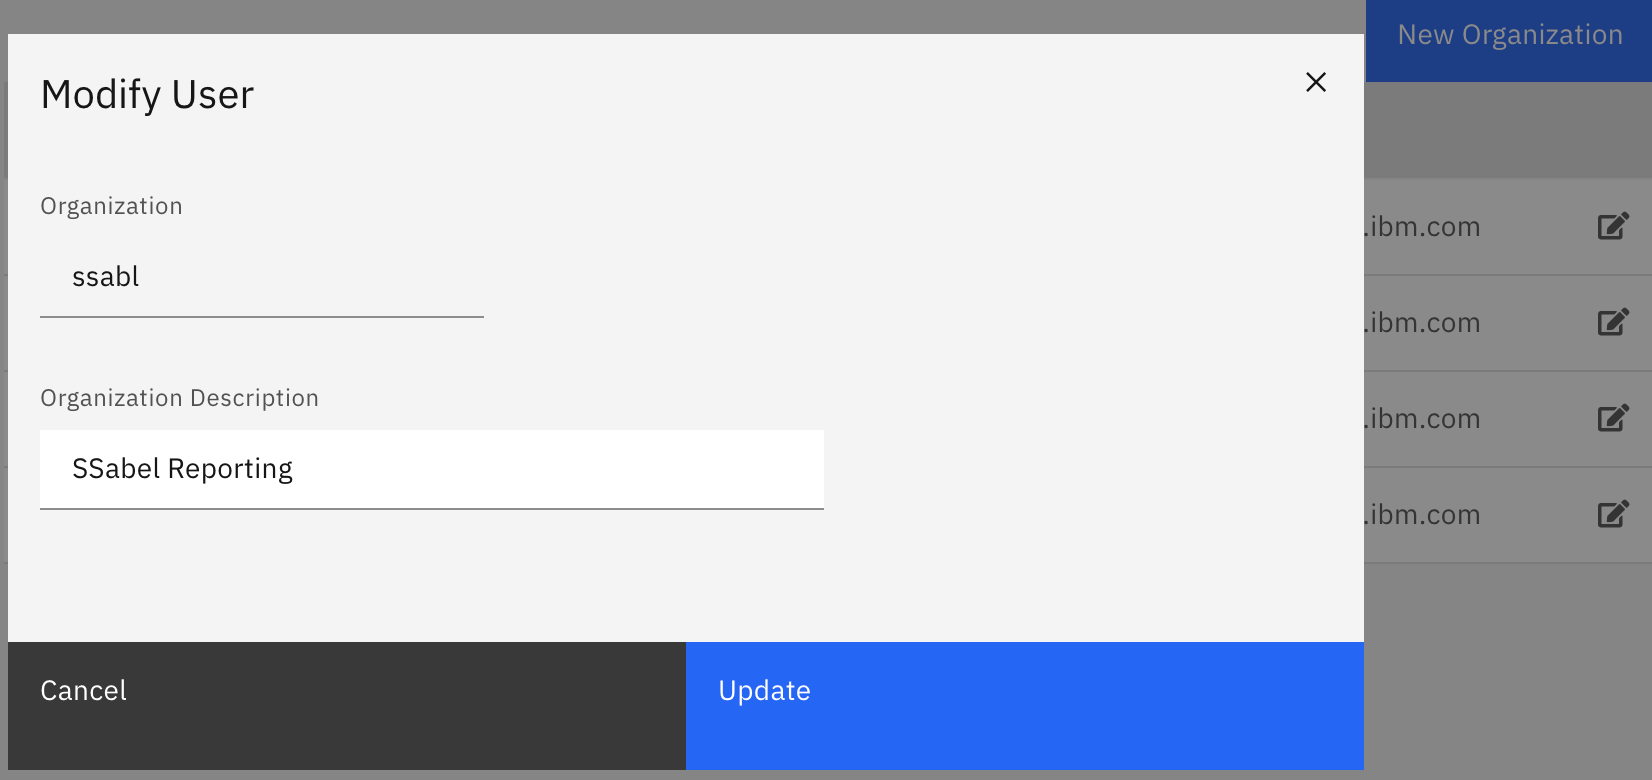 New Organization
Modify User
Organization
ssabl
Organization Description
SSabel Reporting
.ibm.com
.ibm.com
.ibm.com
.ibm.com
Cancel
Update